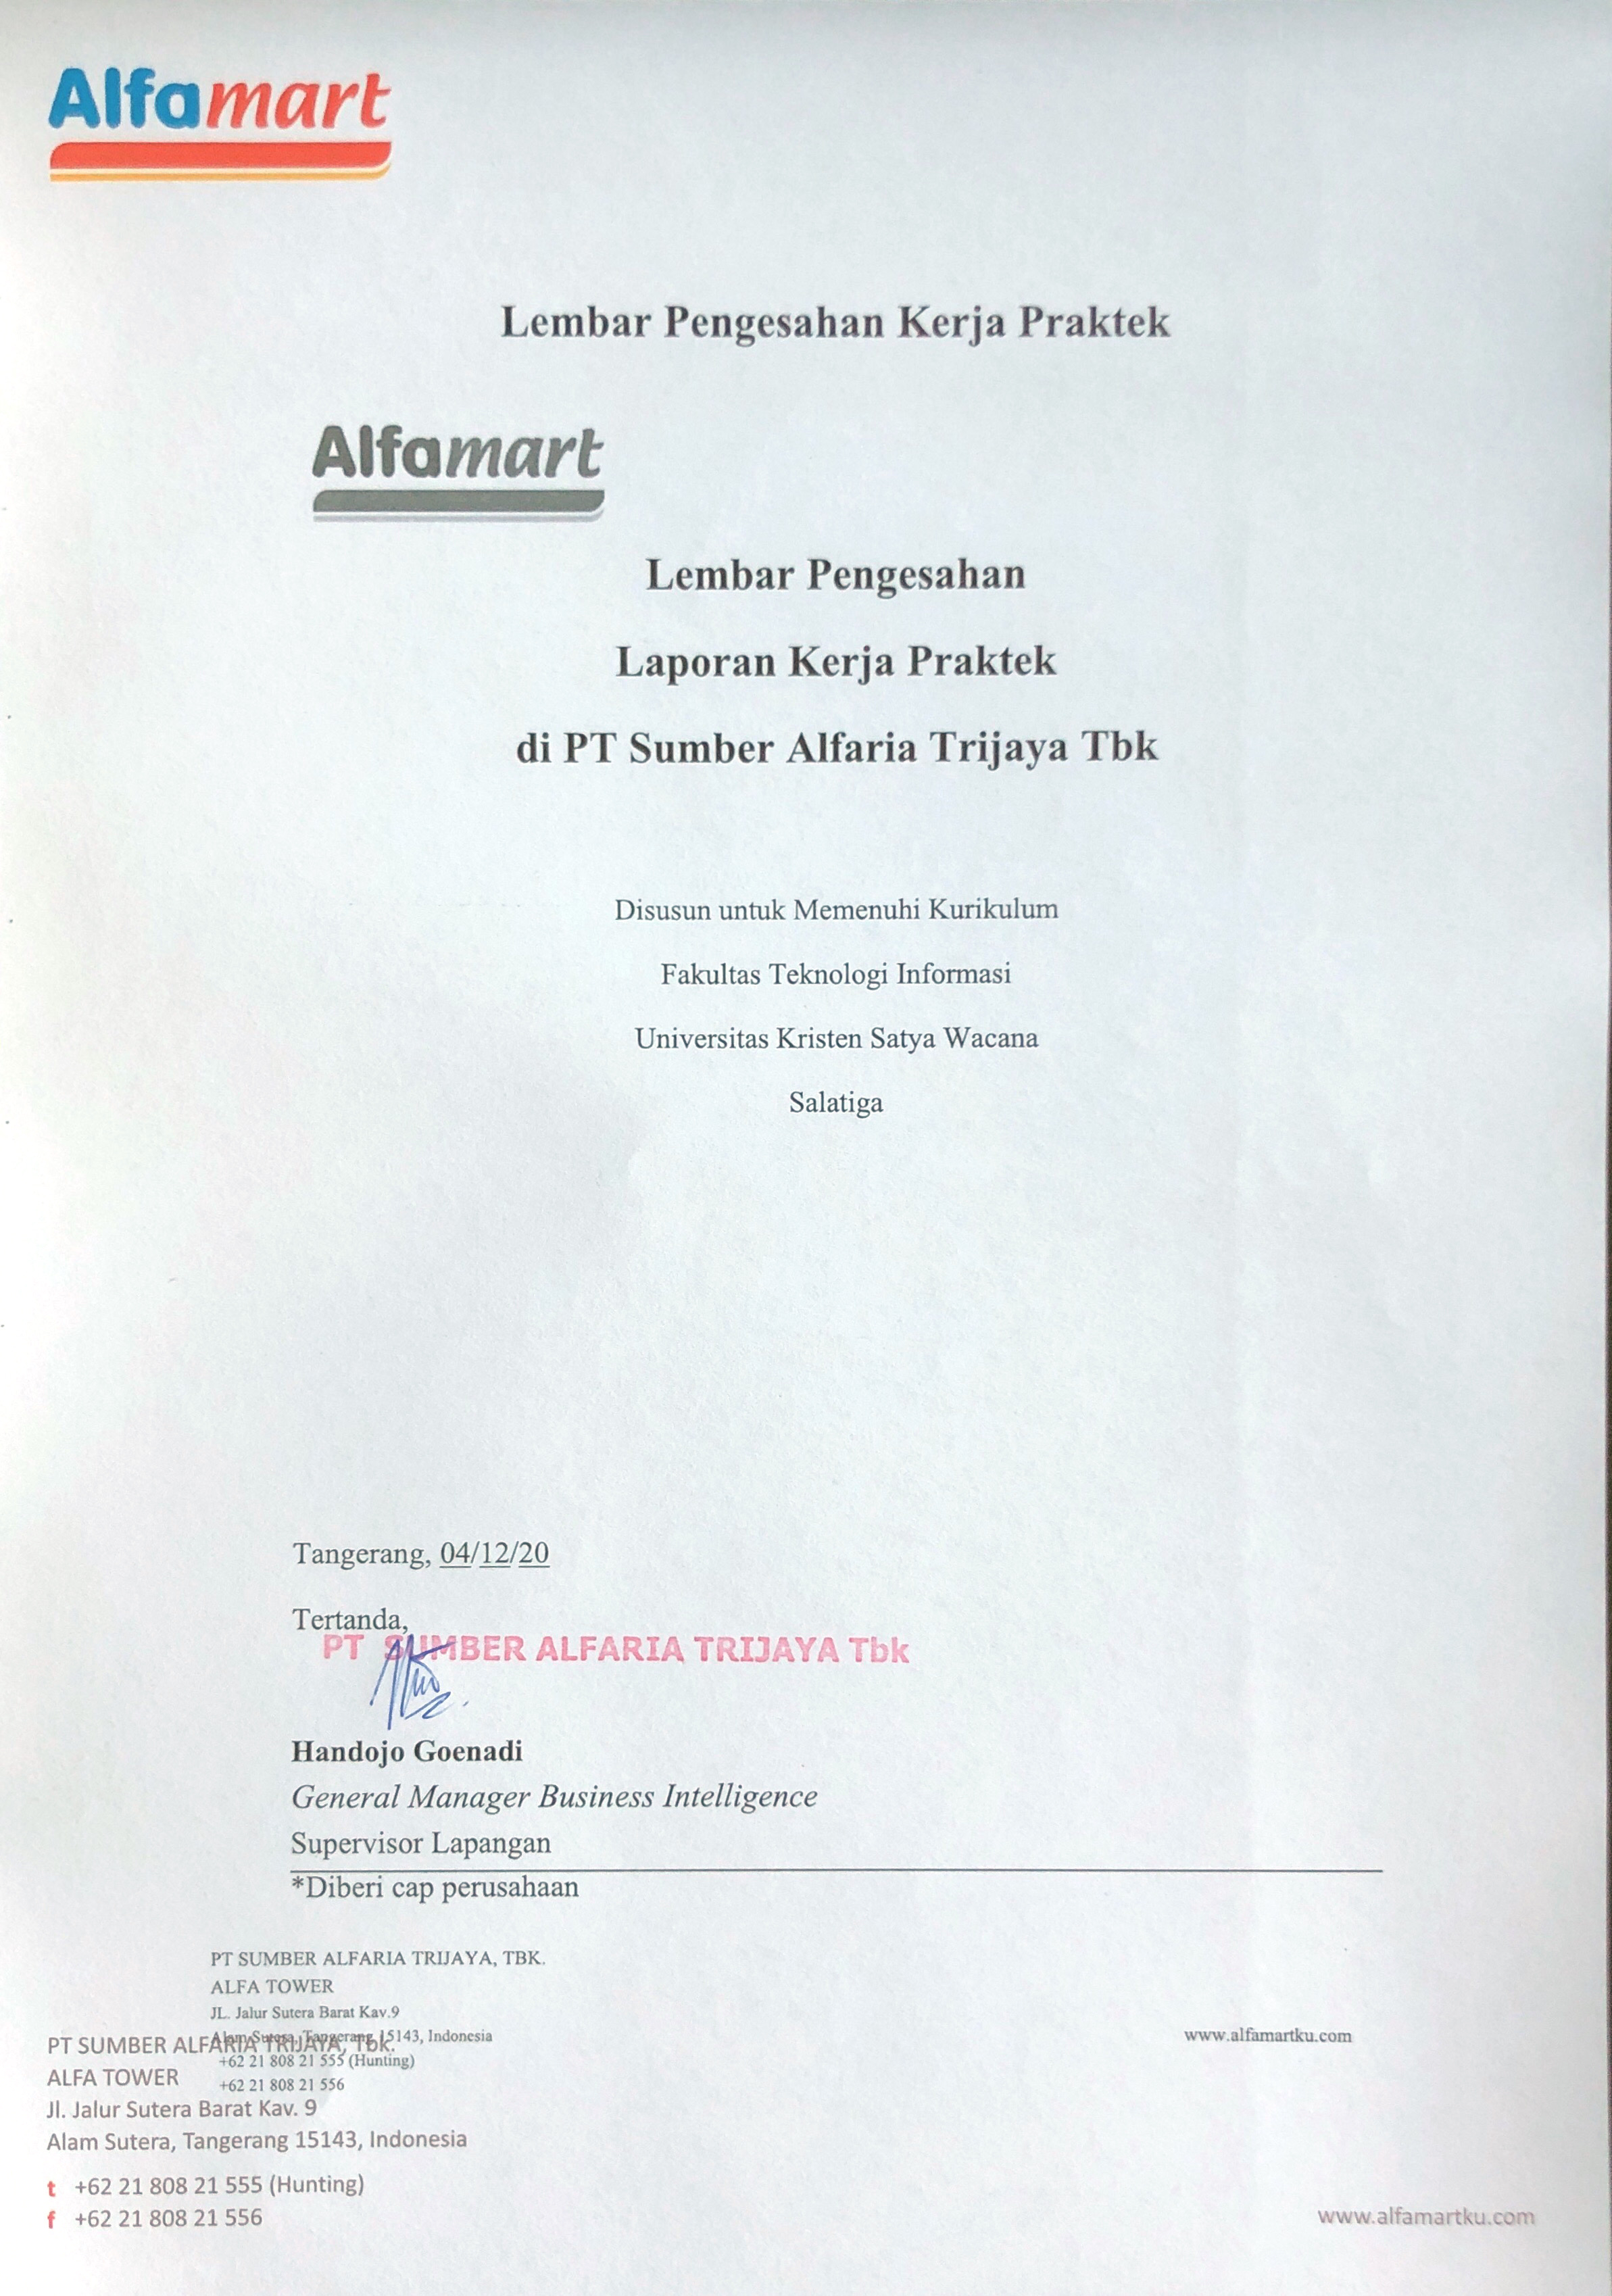 Alfamart
Lembar Pengesahan Kerja Praktek
Alfamart
Lembar Pengesahan
Laporan Kerja Praktek
di PT Sumber Alfaria Trijaya Tbk
Disusun untuk Memenuhi Kurikulum
Fakultas Teknologi Informasi
Universitas Kristen Satya Wacana
Salatiga
Tangerang, 04/12/20
Tertanda,
PT SUMBER ALFARIA TRIJAYA Tbk
Handojo Goenadi
General Manager Business Intelligence
Supervisor Lapangan
*Diberi cap perusahaan
PT SUMBER ALFARIA TRIJAYA, TBK.
ALFA TOWER
JL. Jalur Sutera Barat Kav.9
Alam Sutera, Tangerang 15143, Indonesia
+62 21 808 21 555 (Hunting)
+62 21 808 21 556
www.alfamartku.com
PT SUMBER ALFARIA TRIJAYA, Tbk.
ALFA TOWER
Jl. Jalur Sutera Barat Kav. 9
Alam Sutera, Tangerang 15143, Indonesia
t +62 21 808 21 555 (Hunting)
f +62 21 808 21 556
www.alfamartku.com